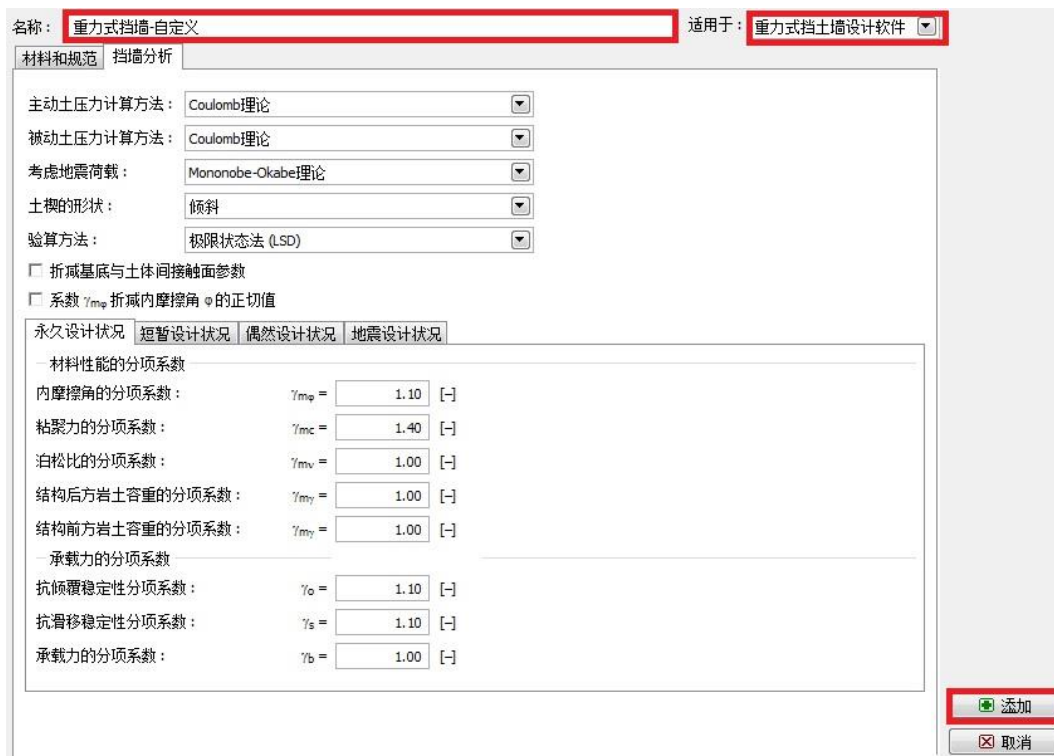 名称： 重力式挡墙-自定义 适用于： 重力式挡土墙设计软件
材料和规范 挡墙分析
主动土压力计算方法： Coulomb理论
被动土压力计算方法： Coulomb理论
考虑地震荷载： Mononobe-Okabe理论
土楔的形状： 倾斜
验算方法： 极限状态法 (LSD)
折减基底与土体间接触面参数
系数 γmφ 折减内摩擦角 φ的正切值
永久设计状况 短暂设计状况 偶然设计状况 地震设计状况
材料性能的分项系数
内摩擦角的分项系数： γmφ = 1.10 [–]
粘聚力的分项系数： γmc = 1.40 [–]
泊松比的分项系数： γmν = 1.00 [–]
结构后方岩土容重的分项系数： γmγ = 1.00 [–]
结构前方岩土容重的分项系数： γmγ = 1.00 [–]
承载力的分项系数
抗倾覆稳定性分项系数： γo = 1.10 [–]
抗滑移稳定性分项系数： γs = 1.10 [–]
承载力的分项系数： γb = 1.00 [–]
添加
取消